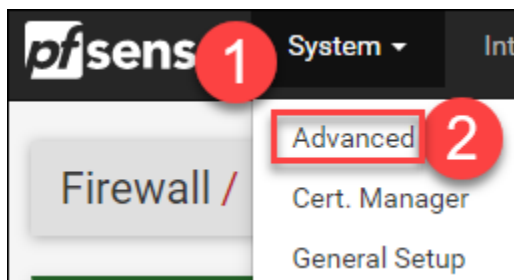 pfsens 1 System Int
Advanced 2
Firewall /
Cert. Manager
General Setup